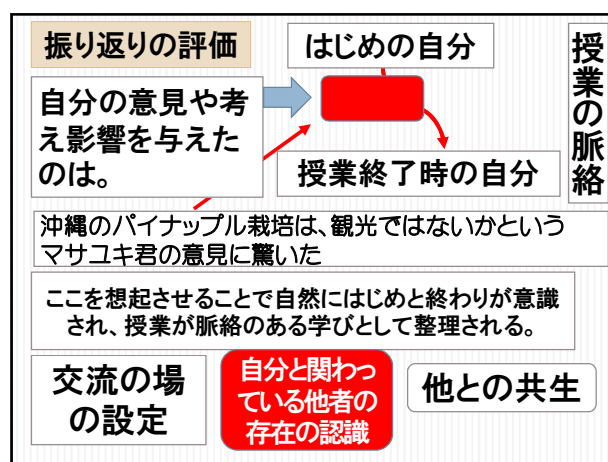 振り返りの評価
はじめの自分
授業の脈絡
自分の意見や考
え影響を与えた
のは。
授業終了時の自分
沖縄のパイナップル栽培は、観光ではないかという
マサユキ君の意見に驚いた
ここを想起させることで自然にはじめと終わりが意識
され、授業が脈絡のある学びとして整理される。
交流の場
の設定
自分と関わっ
ている他者の
存在の認識
他との共生